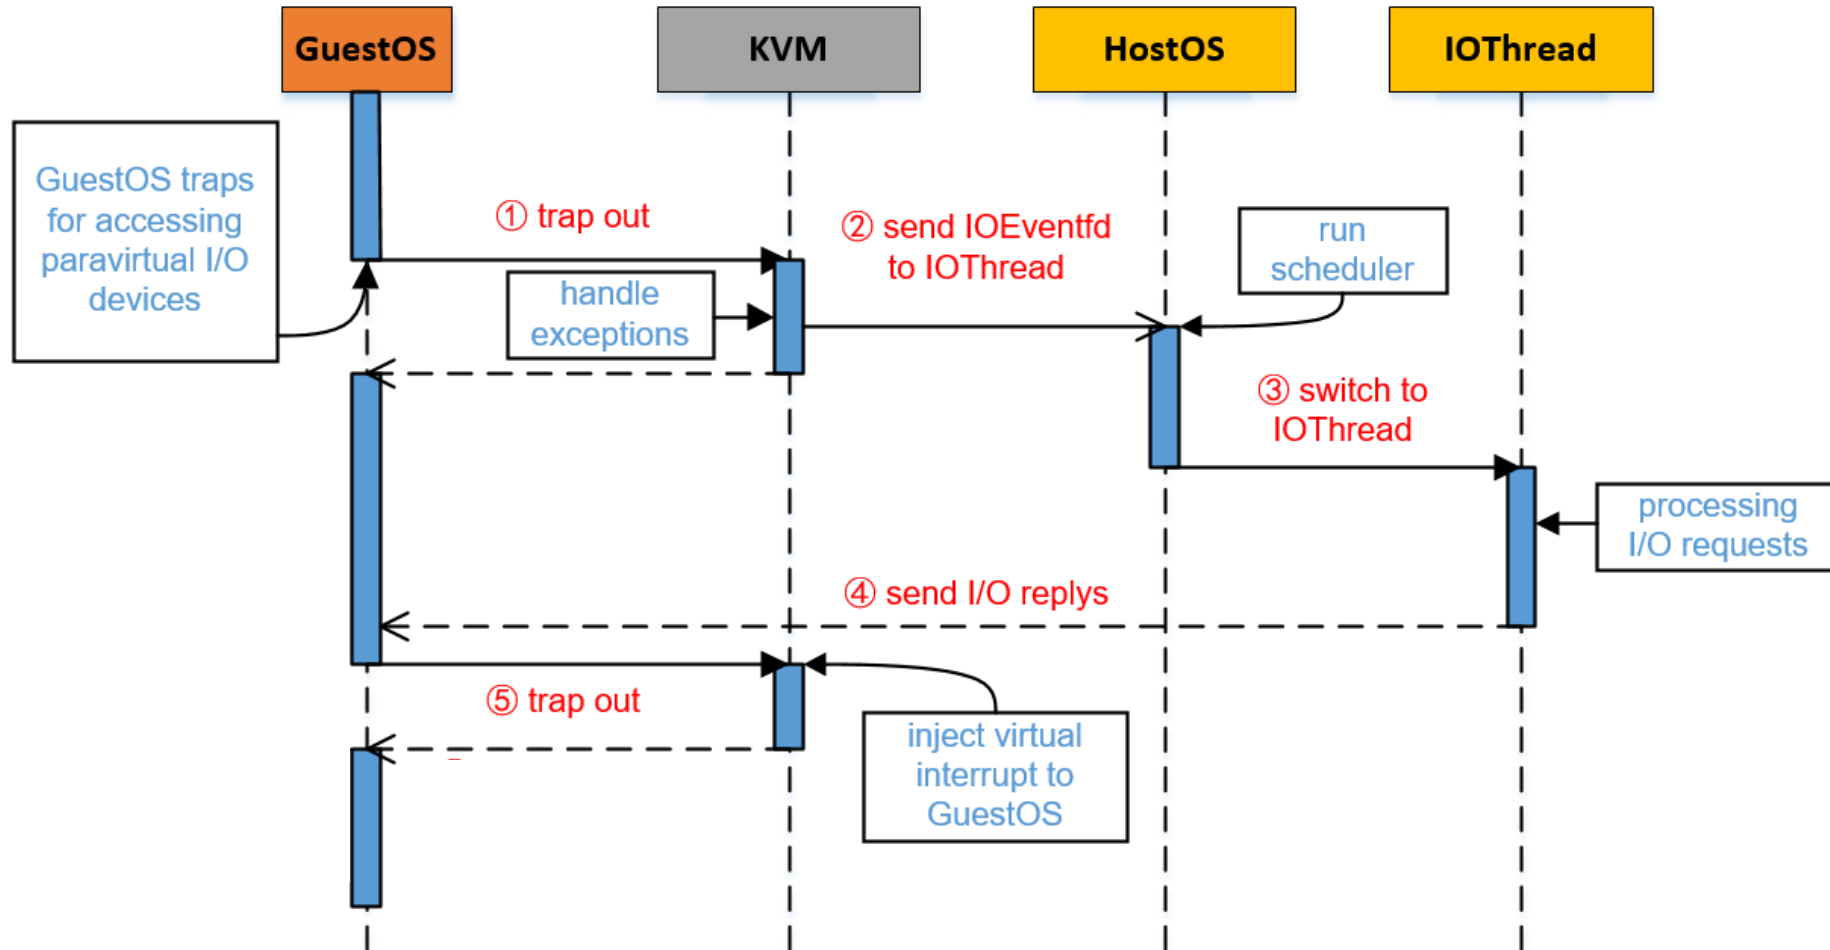 GuestOS
KVM
HostOS
IOThread
GuestOS traps
for accessing
paravirtual I/O
devices
① trap out
② send IOEventfd
to IOThread
run
scheduler
handle
exceptions
③ switch to
IOThread
processing
I/O requests
④ send I/O replys
⑤ trap out
inject virtual
interrupt to
GuestOS